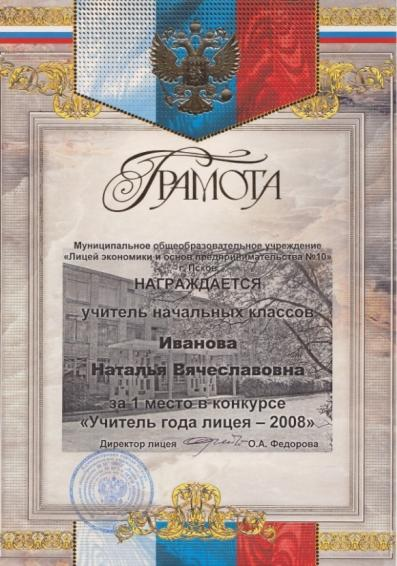 ГРАМОТА
Муниципальное общеобразовательное учреждение
«Лицей экономики и основ предпринимательства №10»
г. Псков
НАГРАЖДАЕТСЯ
учитель начальных классов
Иванова
Наталья Вячеславовна
за 1 место в конкурсе
«Учитель года лицея – 2008»
Директор лицея О.А. Федорова